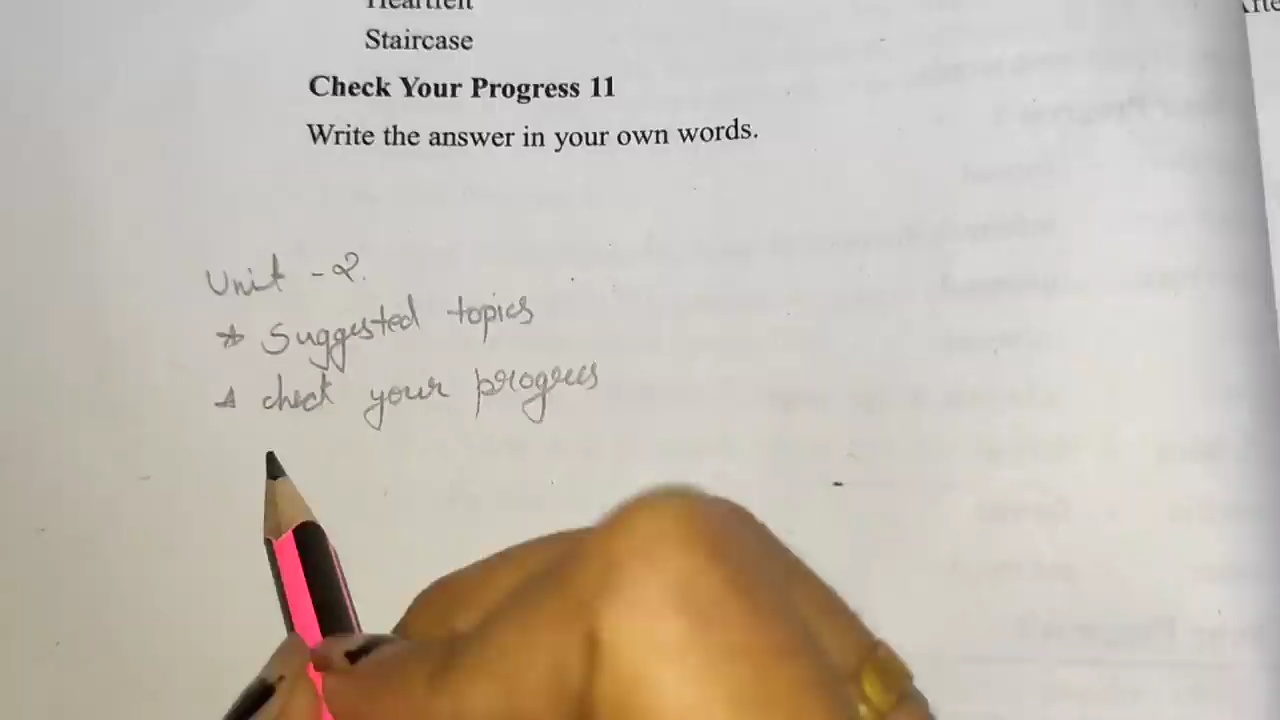 Heartfelt
Staircase
Check Your Progress 11
Write the answer in your own words.
Unit - 2.
* Suggested topics
* check your progress